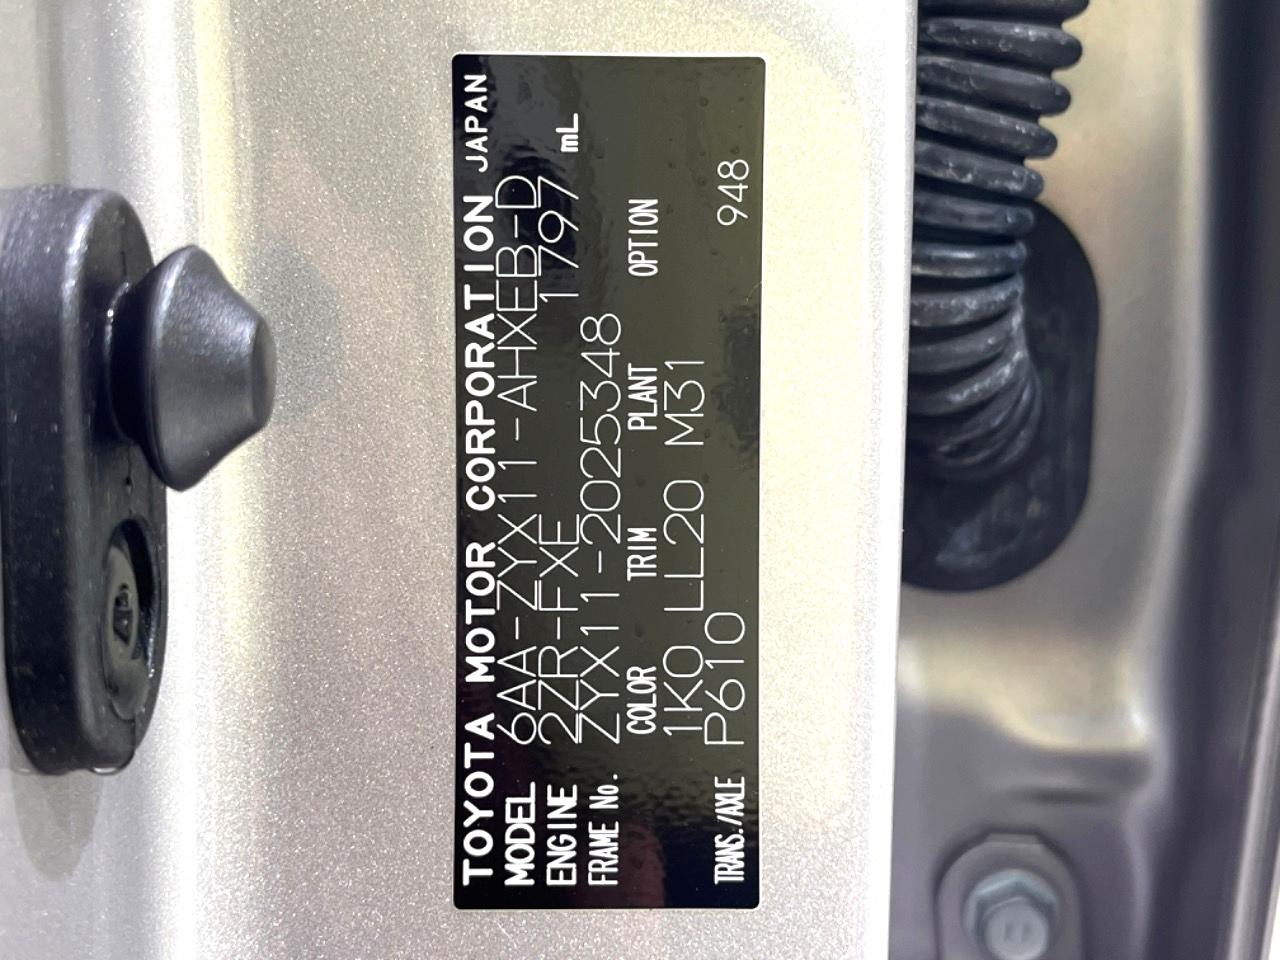 TOYOTA MOTOR CORPORATION JAPAN
MODEL 6AA-ZYX11-AHXEB-D
ENGINE 2ZR-FXE 1797 mL
FRAME No. ZYX11-2025348
COLOR TRIM PLANT OPTION
1K0 LL20 M31
TRANS./AXLE P610 948